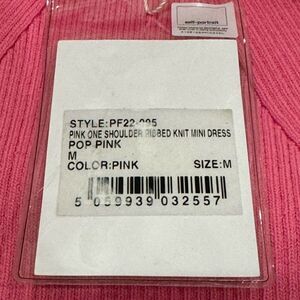 self-portrait
STYLE:PF22-095
PINK ONE SHOULDER RIBBED KNIT MINI DRESS
POP PINK
M
COLOR:PINK SIZE:M
5 059939 032557